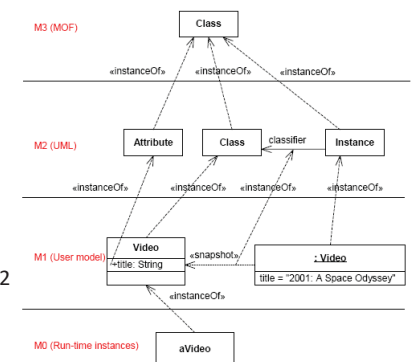 M3 (MOF)
Class
«instanceOf» «instanceOf» «instanceOf»
M2 (UML)
Attribute
Class
classifier
Instance
«instanceOf» «instanceOf» «instanceOf» «instanceOf»
M1 (User model)
Video
+title: String
«snapshot»
: Video
title = "2001: A Space Odyssey"
2
«instanceOf»
M0 (Run-time instances)
aVideo